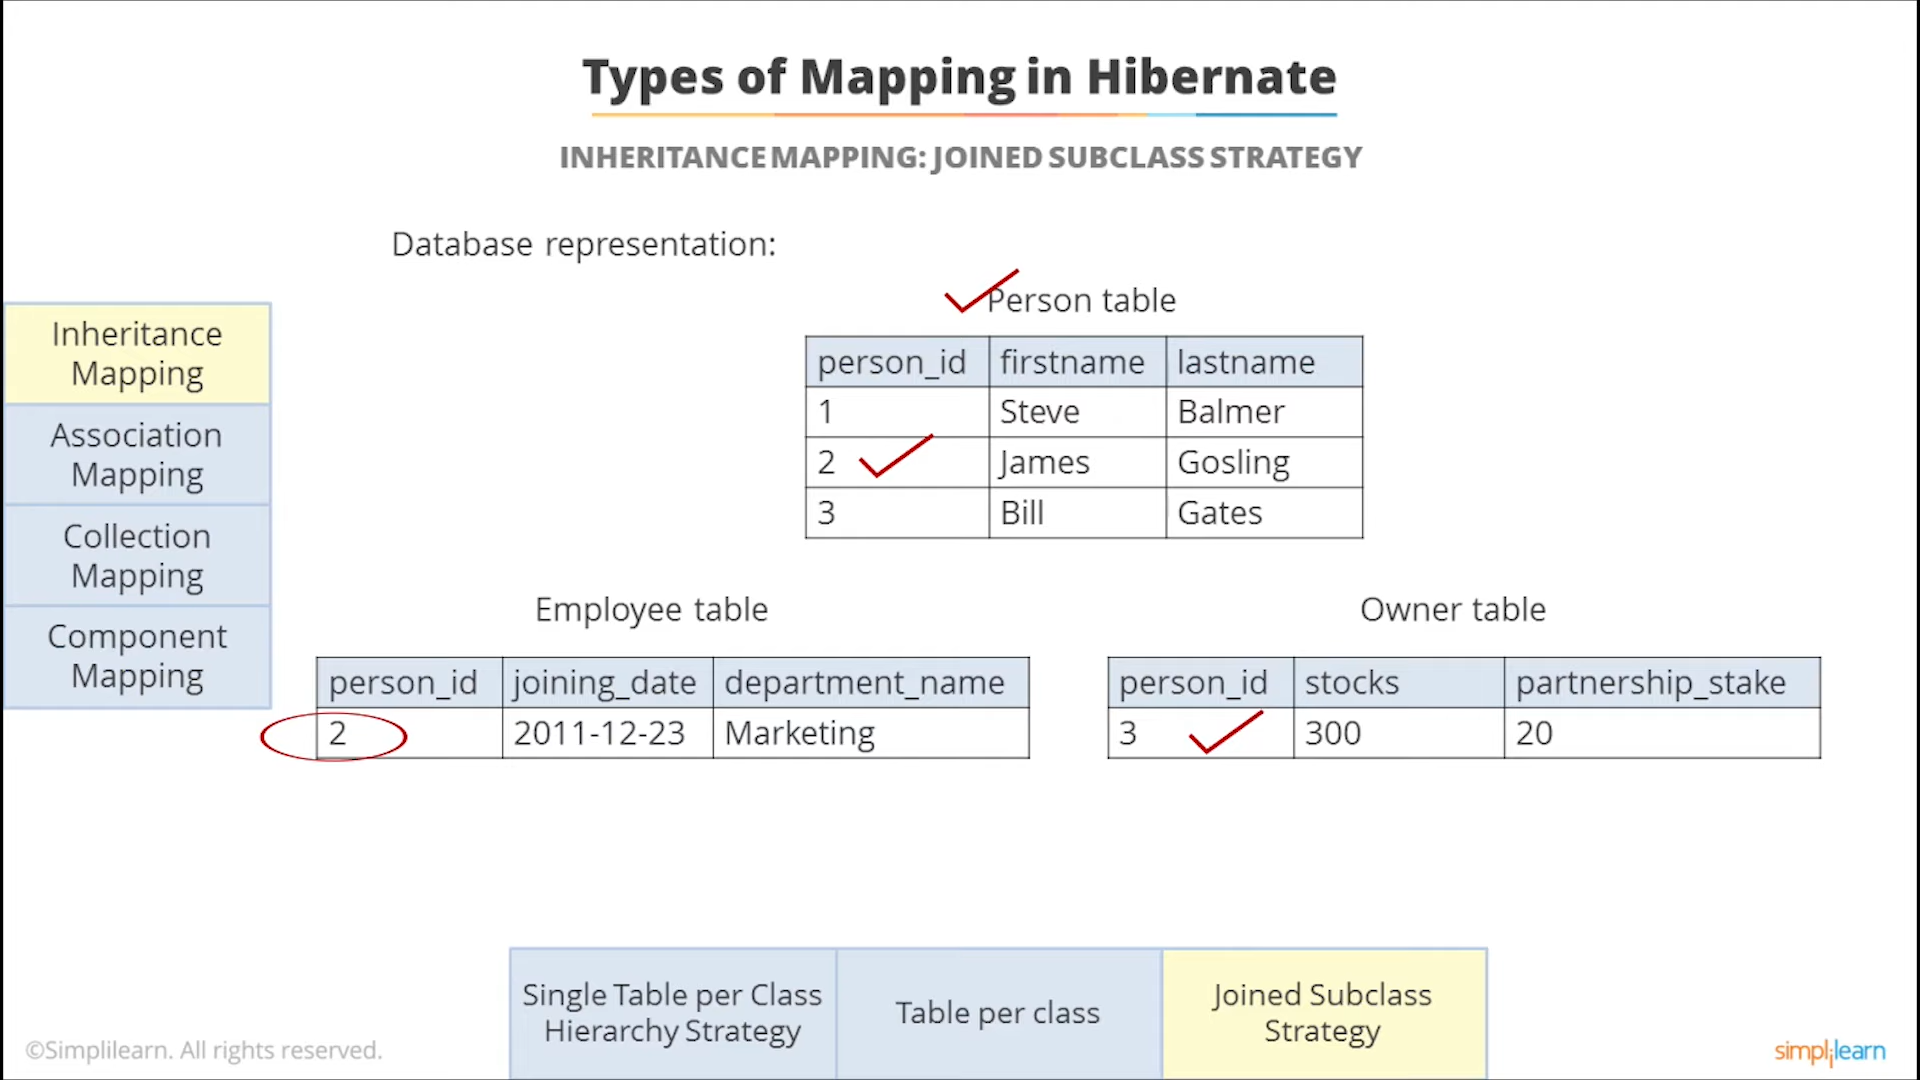 Types of Mapping in Hibernate
INHERITANCE MAPPING: JOINED SUBCLASS STRATEGY
Database representation:
Inheritance
Mapping
Association
Mapping
Collection
Mapping
Component
Mapping
Person table
person_id firstname lastname
1 Steve Balmer
2 James Gosling
3 Bill Gates
Employee table
person_id joining_date department_name
2 2011-12-23 Marketing
Owner table
person_id stocks partnership_stake
3 300 20
Single Table per Class
Hierarchy Strategy
Table per class
Joined Subclass
Strategy
©Simplilearn. All rights reserved.
simplilearn